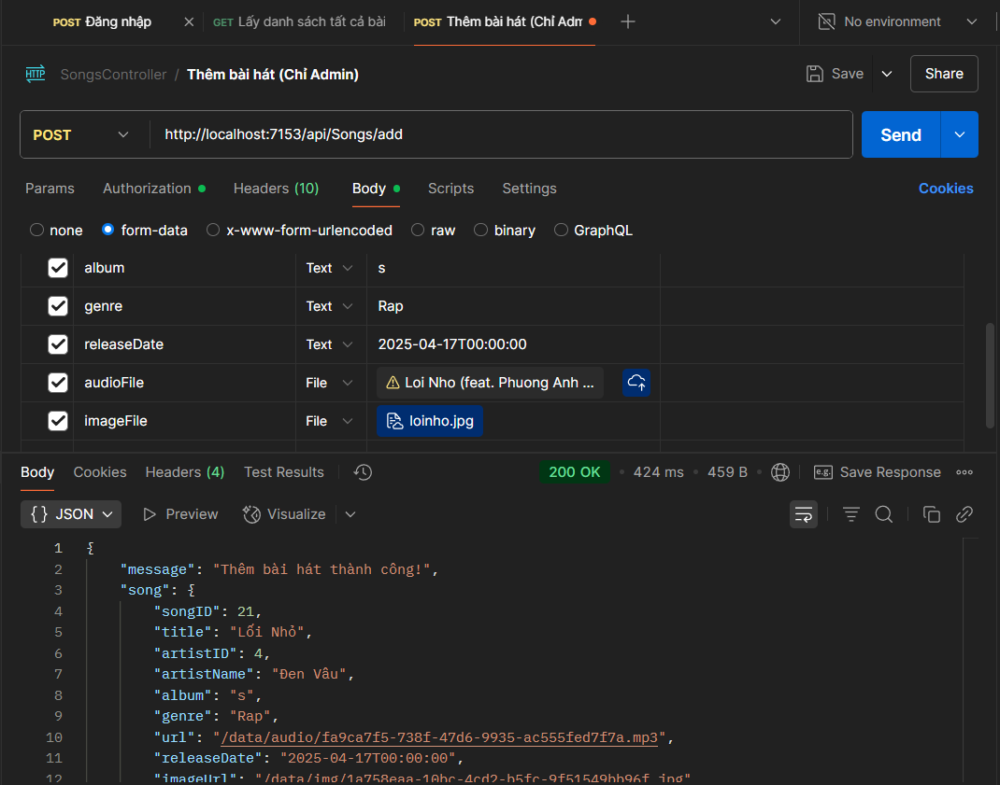 POST Đăng nhập GET Lấy danh sách tất cả bài POST Thêm bài hát (Chỉ Adm No environment
HTTP SongsController / Thêm bài hát (Chỉ Admin) Save Share
POST http://localhost:7153/api/Songs/add Send
Params Authorization Headers (10) Body Scripts Settings Cookies
none form-data x-www-form-urlencoded raw binary GraphQL
album Text s
genre Text Rap
releaseDate Text 2025-04-17T00:00:00
audioFile File Loi Nho (feat. Phuong Anh ...
imageFile File loinho.jpg
Body Cookies Headers (4) Test Results 200 OK 424 ms 459 B e.g. Save Response
{} JSON Preview Visualize
1 {
2 "message": "Thêm bài hát thành công!",
3 "song": {
4 "songID": 21,
5 "title": "Lối Nhỏ",
6 "artistID": 4,
7 "artistName": "Đen Vâu",
8 "album": "s",
9 "genre": "Rap",
10 "url": "/data/audio/fa9ca7f5-738f-47d6-9935-ac555fed7f7a.mp3",
11 "releaseDate": "2025-04-17T00:00:00",
12 "imageUrl": "/data/img/1a758eaa-10bc-4cd2-b5fc-9f51549bb96f.jpg"